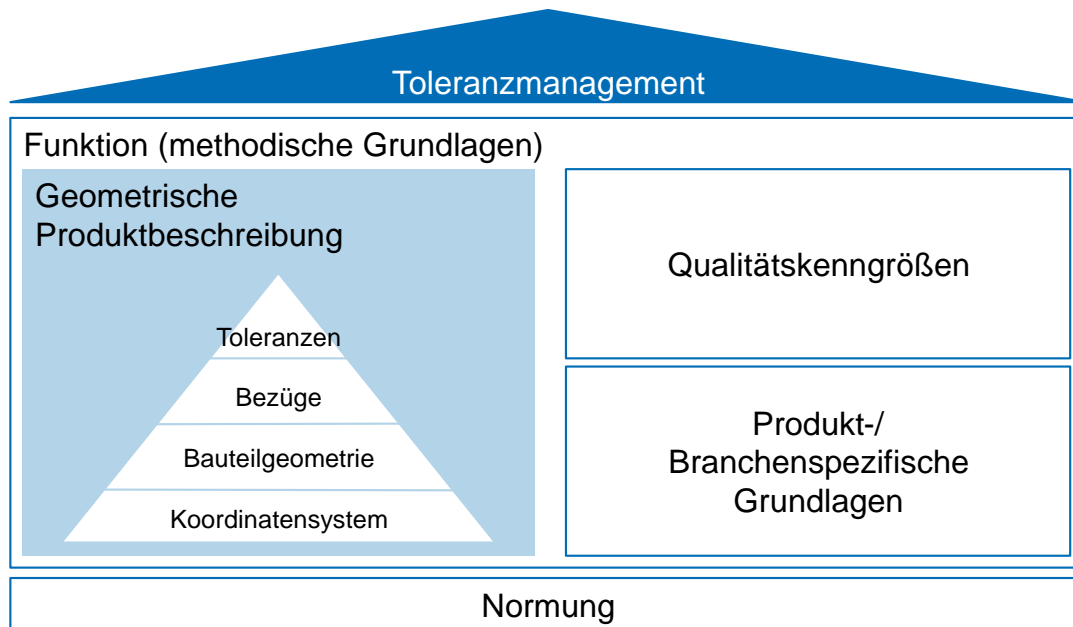 Toleranzmanagement
Funktion (methodische Grundlagen)
Geometrische
Produktbeschreibung
Toleranzen
Bezüge
Bauteilgeometrie
Koordinatensystem
Qualitätskenngrößen
Produkt-/
Branchenspezifische
Grundlagen
Normung